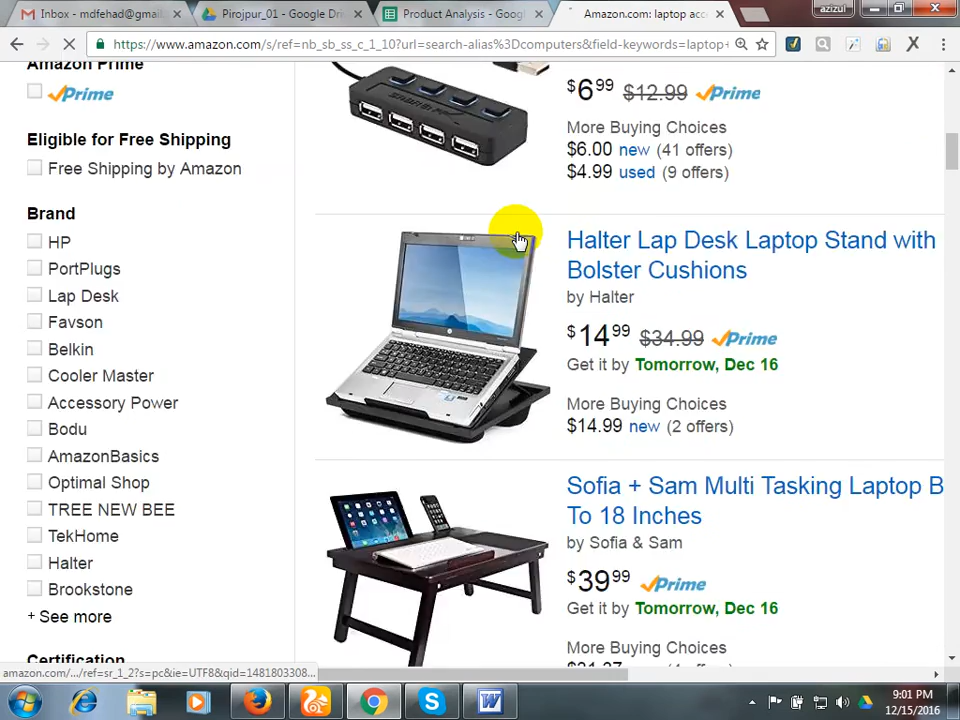 Inbox - mdfehad@gmail
Pirojpur_01 - Google Dr
Product Analysis - Goog
Amazon.com: laptop acc
azizul
https://www.amazon.com/s/ref=nb_sb_ss_c_1_10?url=search-alias%3Dcomputers&field-keywords=laptop+
Amazon Prime
Prime
Eligible for Free Shipping
Free Shipping by Amazon
Brand
HP
PortPlugs
Lap Desk
Favson
Belkin
Cooler Master
Accessory Power
Bodu
AmazonBasics
Optimal Shop
TREE NEW BEE
TekHome
Halter
Brookstone
+ See more
Certification
$6 99 $12.99 Prime
More Buying Choices
$6.00 new (41 offers)
$4.99 used (9 offers)
Halter Lap Desk Laptop Stand with
Bolster Cushions
by Halter
$14 99 $34.99 Prime
Get it by Tomorrow, Dec 16
More Buying Choices
$14.99 new (2 offers)
Sofia + Sam Multi Tasking Laptop B
To 18 Inches
by Sofia & Sam
$39 99 Prime
Get it by Tomorrow, Dec 16
More Buying Choices
amazon.com/.../ref=sr_1_2?s=pc&ie=UTF8&qid=1481803308...
9:01 PM
12/15/2016